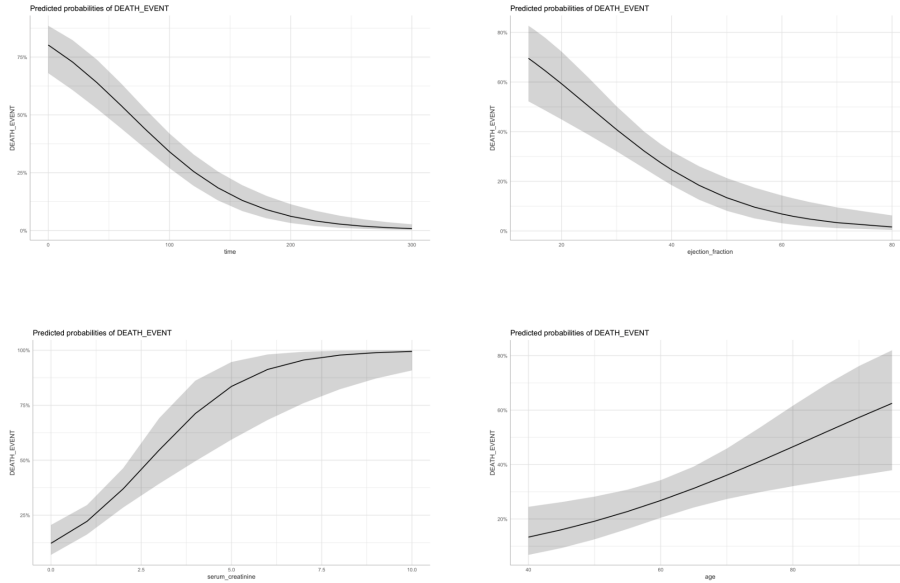 Predicted probabilities of DEATH_EVENT
75%
50%
25%
0%
DEATH_EVENT
0 100 200 300
time
Predicted probabilities of DEATH_EVENT
80%
60%
40%
20%
0%
DEATH_EVENT
20 40 60 80
ejection_fraction
Predicted probabilities of DEATH_EVENT
100%
75%
50%
25%
DEATH_EVENT
0.0 2.5 5.0 7.5 10.0
serum_creatinine
Predicted probabilities of DEATH_EVENT
80%
60%
40%
20%
DEATH_EVENT
40 60 80
age